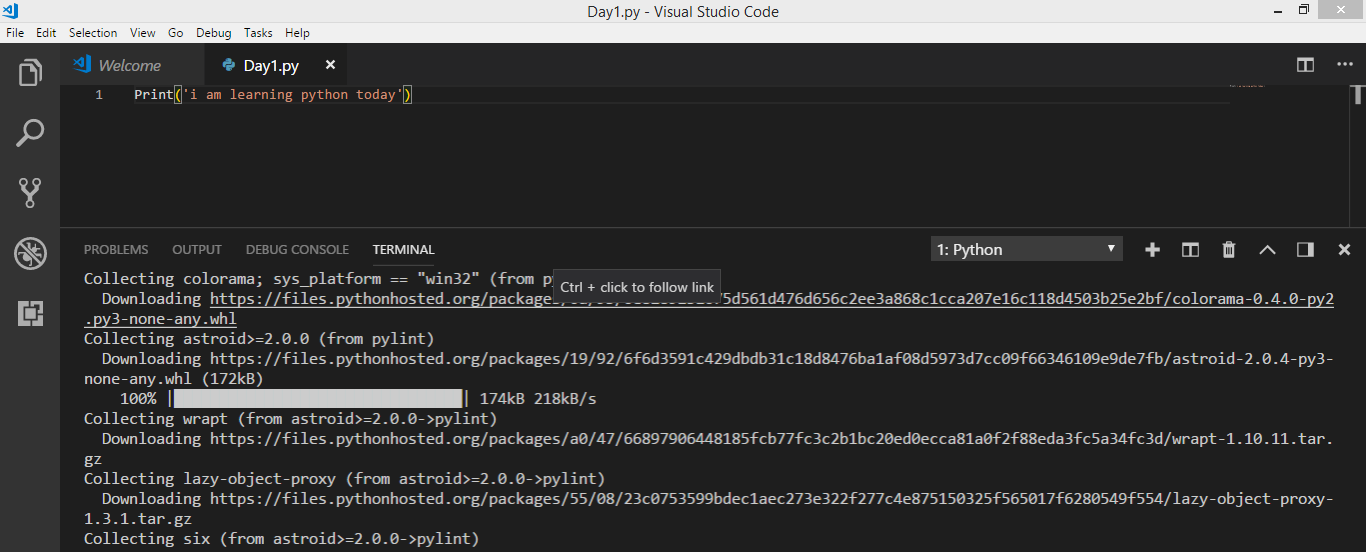 Day1.py - Visual Studio Code
File Edit Selection View Go Debug Tasks Help
Welcome Day1.py
1 Print('i am learning python today')
PROBLEMS OUTPUT DEBUG CONSOLE TERMINAL 1: Python
Collecting colorama; sys_platform == "win32" (from
Ctrl + click to follow link
Downloading https://files.pythonhosted.org/packages/ 5d561d476d656c2ee3a868c1cca207e16c118d4503b25e2bf/colorama-0.4.0-py2
.py3-none-any.whl
Collecting astroid>=2.0.0 (from pylint)
Downloading https://files.pythonhosted.org/packages/19/92/6f6d3591c429dbdb31c18d8476ba1af08d5973d7cc09f66346109e9de7fb/astroid-2.0.4-py3-
none-any.whl (172kB)
100% | | 174kB 218kB/s
Collecting wrapt (from astroid>=2.0.0->pylint)
Downloading https://files.pythonhosted.org/packages/a0/47/66897906448185fcb77fc3c2b1bc20ed0ecca81a0f2f88eda3fc5a34fc3d/wrapt-1.10.11.tar.
gz
Collecting lazy-object-proxy (from astroid>=2.0.0->pylint)
Downloading https://files.pythonhosted.org/packages/55/08/23c0753599bdec1aec273e322f277c4e875150325f565017f6280549f554/lazy-object-proxy-
1.3.1.tar.gz
Collecting six (from astroid>=2.0.0->pylint)